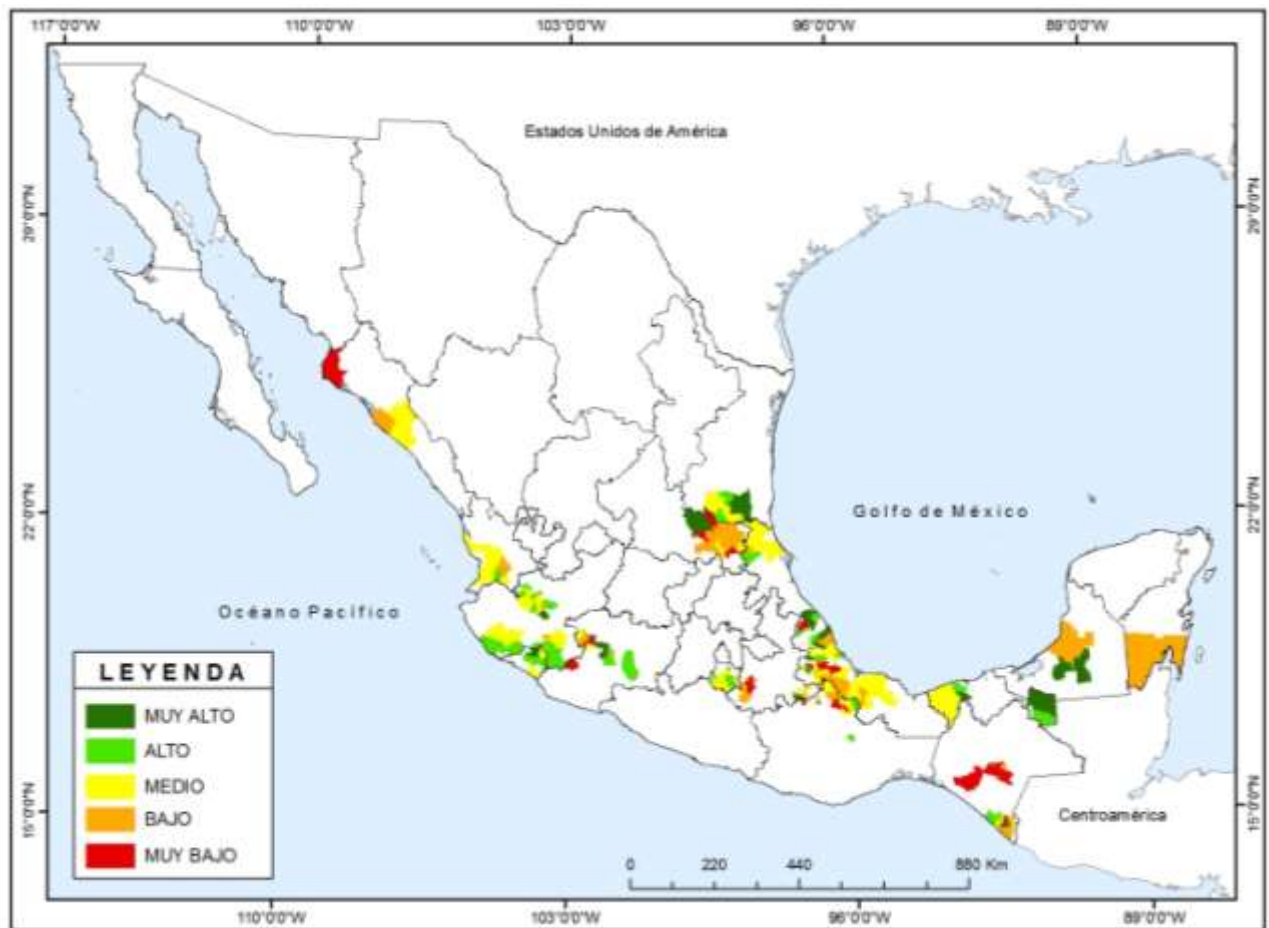 117°0'0"W 110°0'0"W 103°0'0"W 96°0'0"W 89°0'0"W
Estados Unidos de América
29°0'0"N 29°0'0"N
22°0'0"N 22°0'0"N
Golfo de México
Océano Pacífico
LEYENDA
MUY ALTO
ALTO
MEDIO
BAJO
MUY BAJO
15°0'0"N 15°0'0"N
Centroamérica
0 220 440 880 Km
110°0'0"W 103°0'0"W 96°0'0"W 89°0'0"W